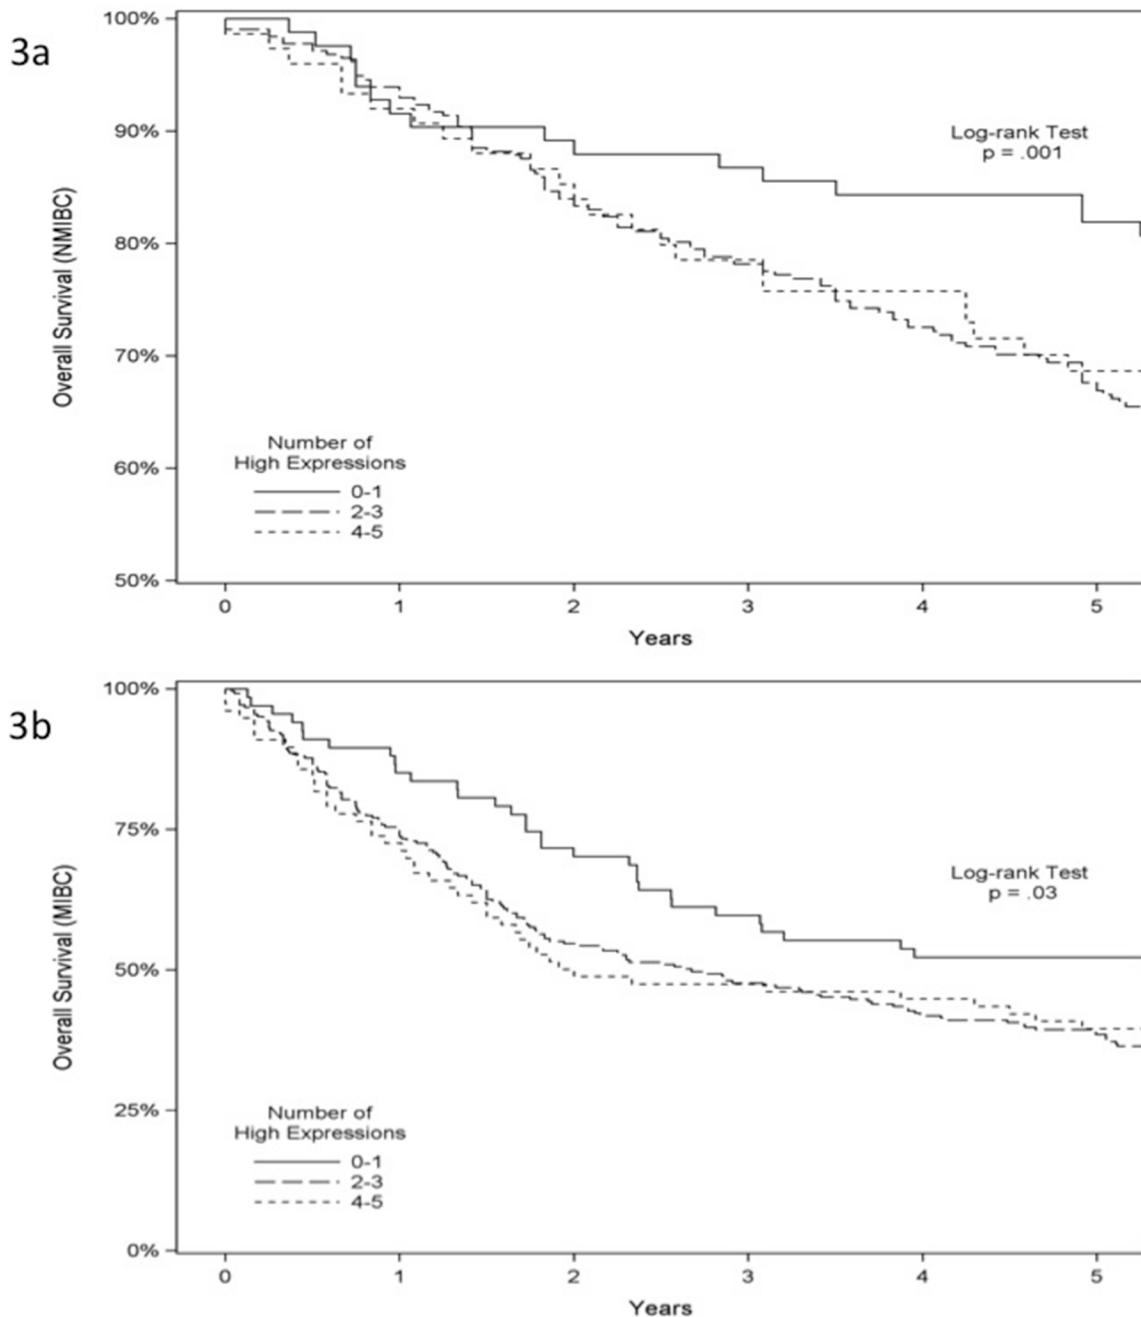 3a
100%
90%
80%
70%
60%
50%
Overall Survival (NMIBC)
Log-rank Test
p = .001
Number of
High Expressions
0-1
2-3
4-5
0 1 2 3 4 5
Years
3b
100%
75%
50%
25%
0%
Overall Survival (MIBC)
Log-rank Test
p = .03
Number of
High Expressions
0-1
2-3
4-5
0 1 2 3 4 5
Years